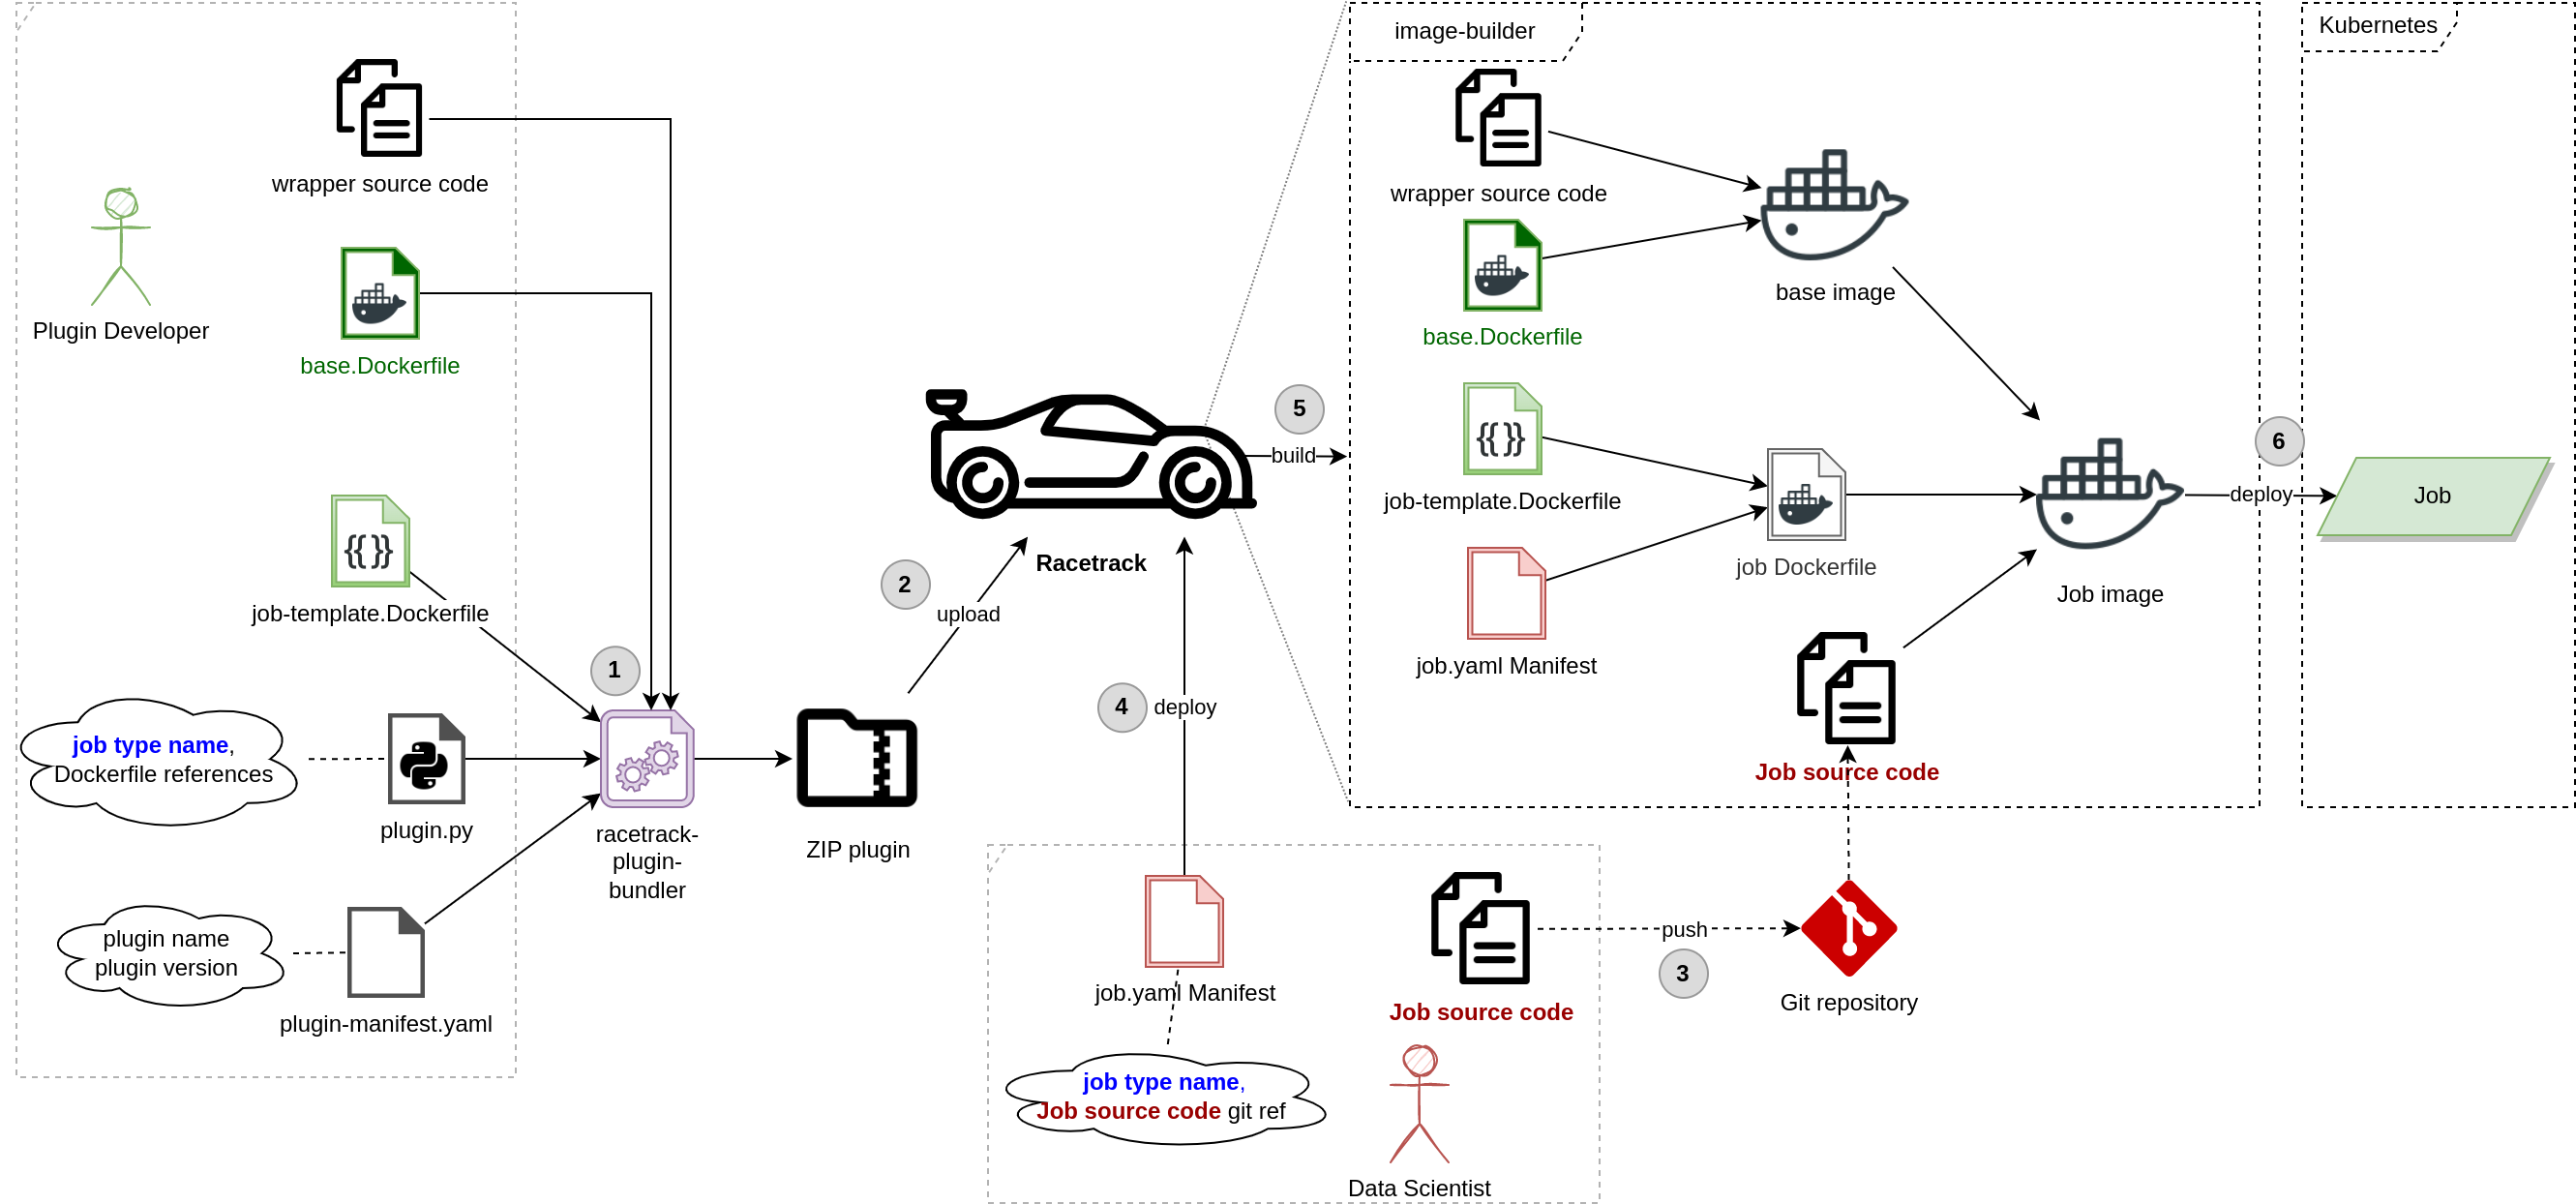 wrapper source code
Plugin Developer
base.Dockerfile
{{ }}
job-template.Dockerfile
job type name,
Dockerfile references
plugin.py
plugin name
plugin version
plugin-manifest.yaml
1
racetrack-
plugin-
bundler
ZIP plugin
2
upload
Racetrack
5
build
4
deploy
job.yaml Manifest
job type name,
Job source code git ref
Job source code
Data Scientist
push
3
Git repository
image-builder
wrapper source code
base.Dockerfile
base image
{{ }}
job-template.Dockerfile
job.yaml Manifest
job Dockerfile
Job source code
Job image
6
deploy
Kubernetes
Job